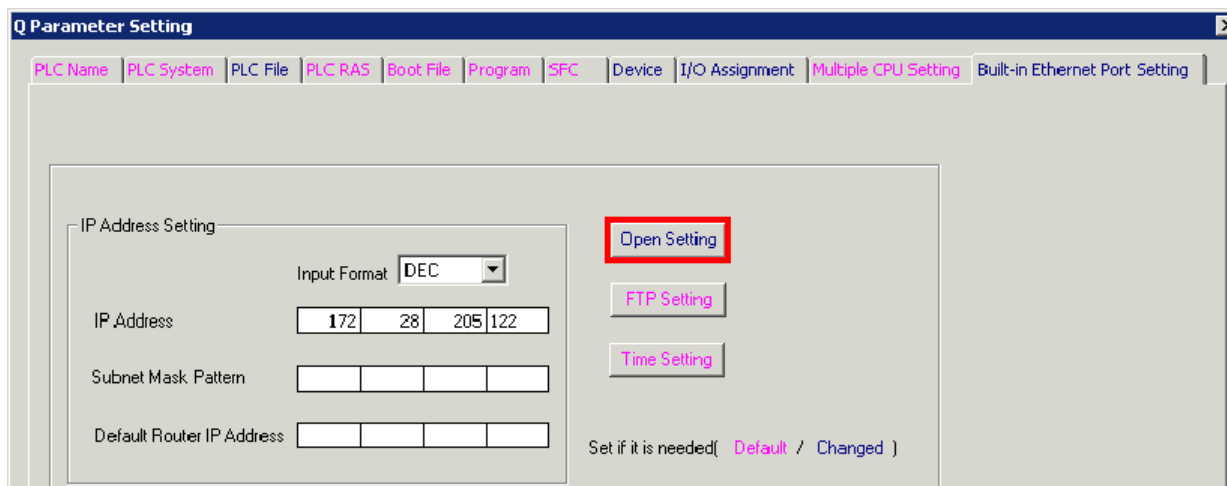 Q Parameter Setting
PLC Name PLC System PLC File PLC RAS Boot File Program SFC Device I/O Assignment Multiple CPU Setting Built-in Ethernet Port Setting
IP Address Setting
Open Setting
Input Format DEC
FTP Setting
IP Address 172 28 205 122
Time Setting
Subnet Mask Pattern
Default Router IP Address
Set if it is needed( Default / Changed )